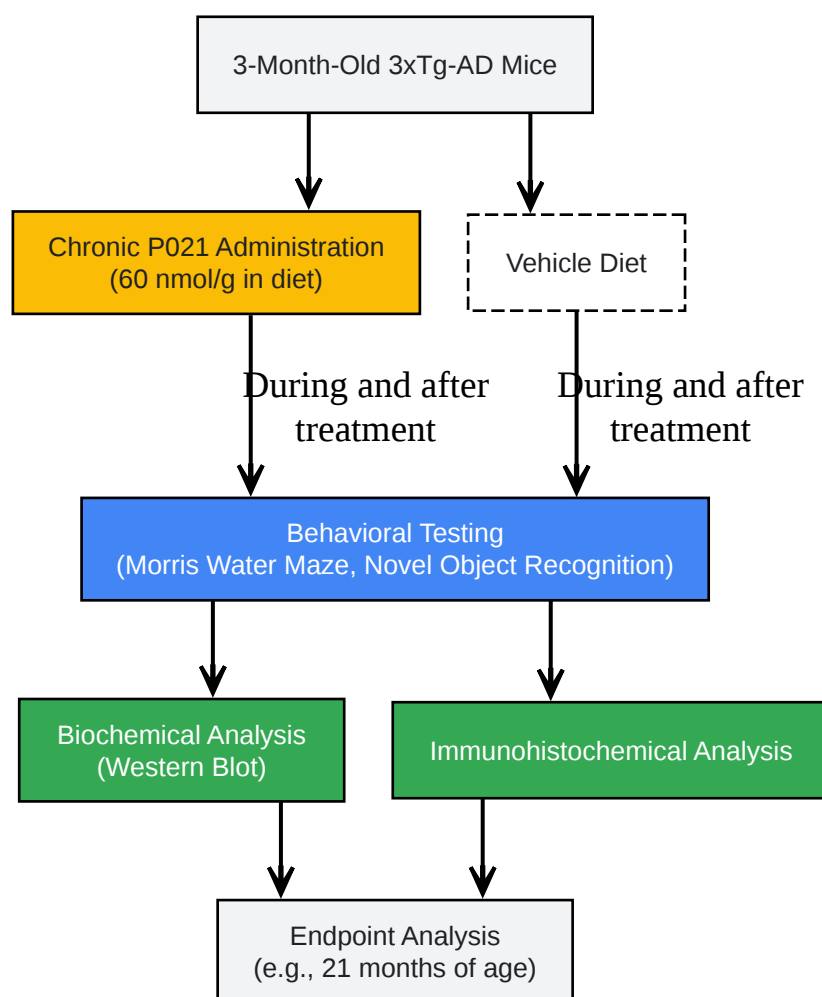 3-Month-Old 3xTg-AD Mice
Chronic P021 Administration
(60 nmol/g in diet)
Vehicle Diet
During and after
treatment
During and after
treatment
Behavioral Testing
(Morris Water Maze, Novel Object Recognition)
Biochemical Analysis
(Western Blot)
Immunohistochemical Analysis
Endpoint Analysis
(e.g., 21 months of age)